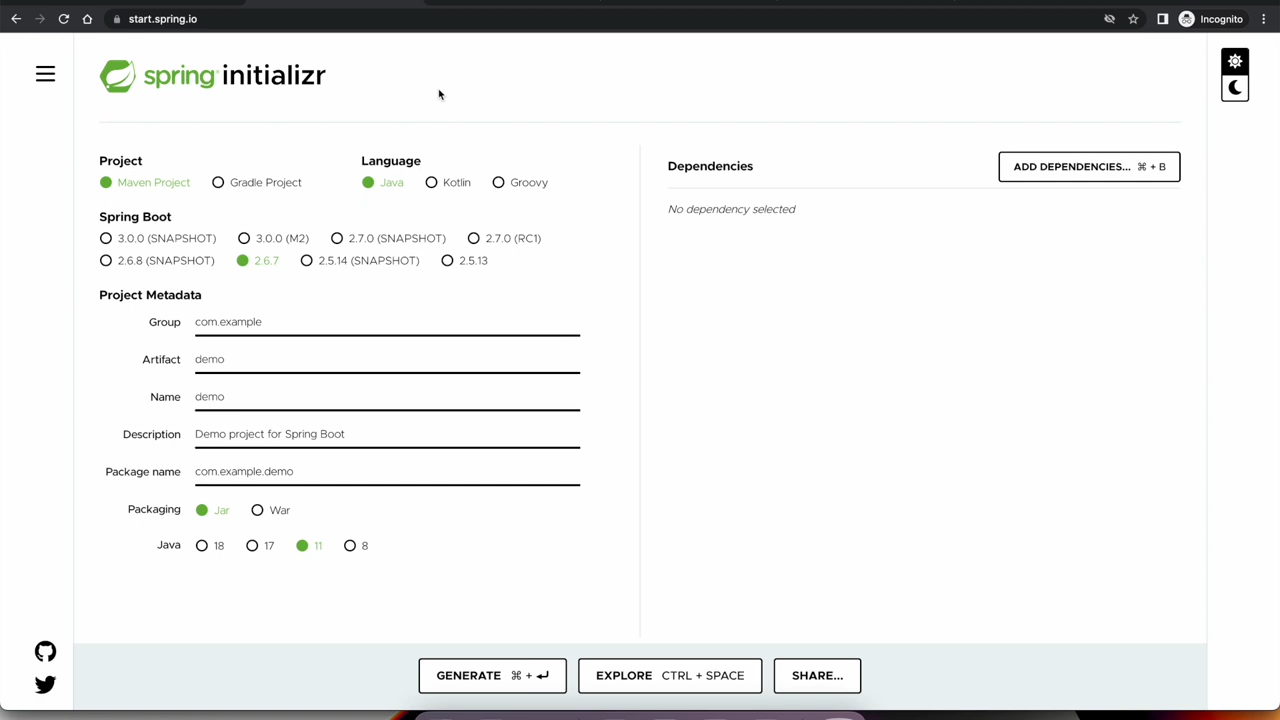 start.spring.io
Incognito
spring initializr
Project
Maven Project
Gradle Project
Language
Java
Kotlin
Groovy
Spring Boot
3.0.0 (SNAPSHOT)
3.0.0 (M2)
2.7.0 (SNAPSHOT)
2.7.0 (RC1)
2.6.8 (SNAPSHOT)
2.6.7
2.5.14 (SNAPSHOT)
2.5.13
Project Metadata
Group com.example
Artifact demo
Name demo
Description Demo project for Spring Boot
Package name com.example.demo
Packaging Jar War
Java 18 17 11 8
Dependencies
ADD DEPENDENCIES... ⌘ + B
No dependency selected
GENERATE ⌘ + ↵
EXPLORE CTRL + SPACE
SHARE...